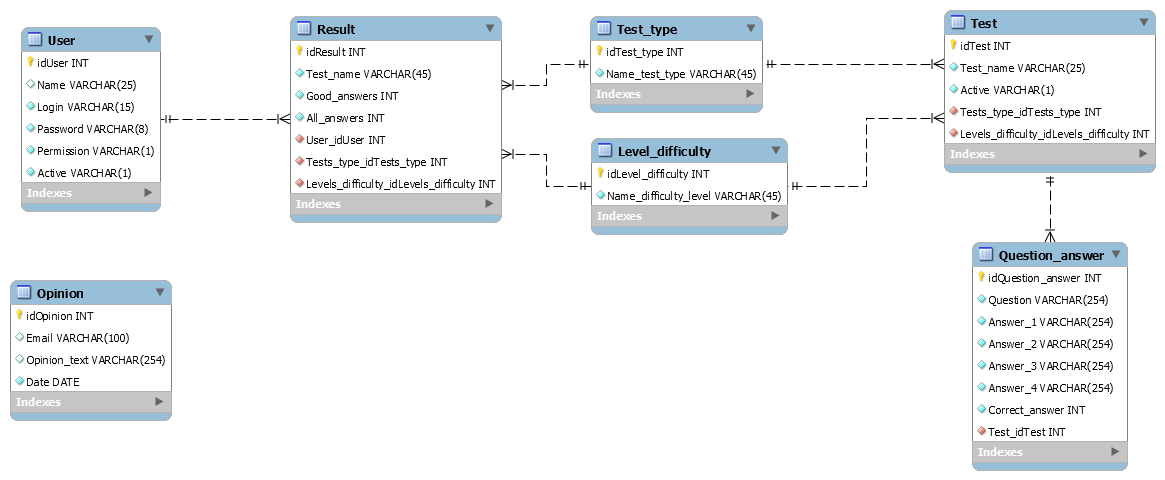 User
idUser INT
Name VARCHAR(25)
Login VARCHAR(15)
Password VARCHAR(8)
Permission VARCHAR(1)
Active VARCHAR(1)
Indexes
Result
idResult INT
Test_name VARCHAR(45)
Good_answers INT
All_answers INT
User_idUser INT
Tests_type_idTests_type INT
Levels_difficulty_idLevels_difficulty INT
Indexes
Test_type
idTest_type INT
Name_test_type VARCHAR(45)
Indexes
Level_difficulty
idLevel_difficulty INT
Name_difficulty_level VARCHAR(45)
Indexes
Test
idTest INT
Test_name VARCHAR(25)
Active VARCHAR(1)
Tests_type_idTests_type INT
Levels_difficulty_idLevels_difficulty INT
Indexes
Opinion
idOpinion INT
Email VARCHAR(100)
Opinion_text VARCHAR(254)
Date DATE
Indexes
Question_answer
idQuestion_answer INT
Question VARCHAR(254)
Answer_1 VARCHAR(254)
Answer_2 VARCHAR(254)
Answer_3 VARCHAR(254)
Answer_4 VARCHAR(254)
Correct_answer INT
Test_idTest INT
Indexes